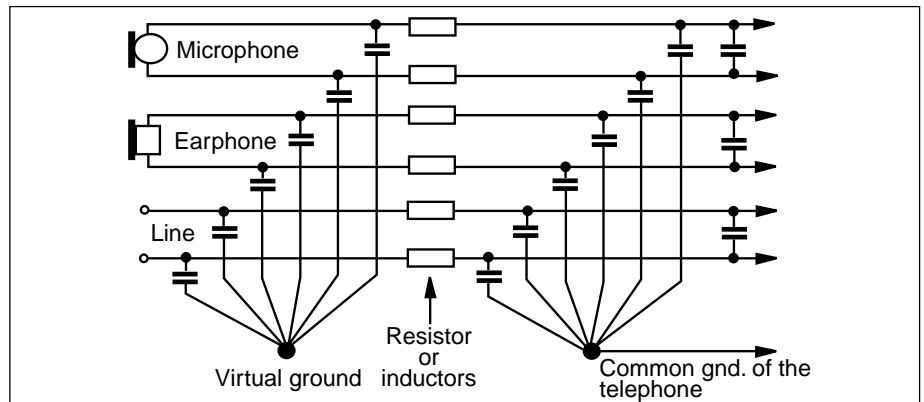 Microphone
Earphone
Line
Resistor
or
inductors
Virtual ground
Common gnd. of the
telephone